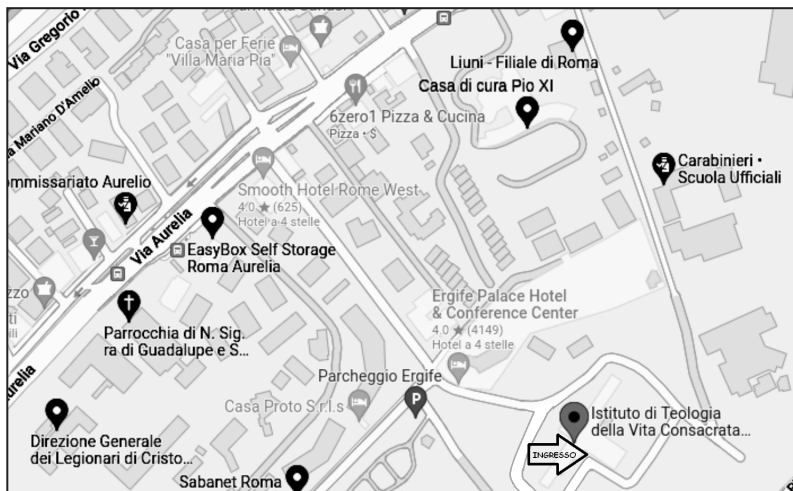 Via Gregorio
Casa per Ferie
"Villa Maria Pia"
Liuni - Filiale di Roma
Casa di cura Pio XI
Mariano D'Amelio
6zero1 Pizza & Cucina
Pizza • $
Carabinieri •
Scuola Ufficiali
ommissariato Aurelio
Smooth Hotel Rome West
4.0 ★ (625)
Hotel a 4 stelle
Via Aurelia
EasyBox Self Storage
Roma Aurelia
zzo
Ergife Palace Hotel
& Conference Center
4.0 ★ (4149)
Hotel a 4 stelle
Parrocchia di N. Sig.
ra di Guadalupe e S...
urelia
Parcheggio Ergife
P
Casa Proto S.r.l.s
Istituto di Teologia
della Vita Consacrata...
INGRESSO
Direzione Generale
dei Legionari di Cristo...
Sabanet Roma